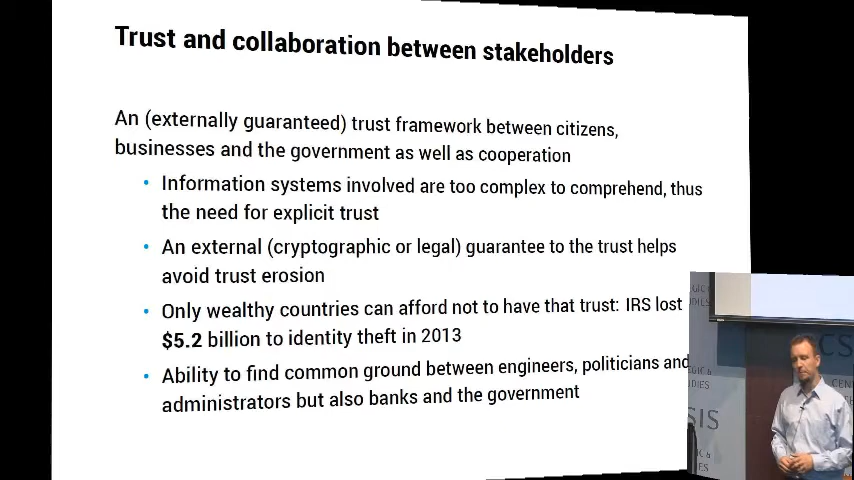 Trust and collaboration between stakeholders
An (externally guaranteed) trust framework between citizens,
businesses and the government as well as cooperation
• Information systems involved are too complex to comprehend, thus
the need for explicit trust
• An external (cryptographic or legal) guarantee to the trust helps
avoid trust erosion
• Only wealthy countries can afford not to have that trust: IRS lost
$5.2 billion to identity theft in 2013
• Ability to find common ground between engineers, politicians and
administrators but also banks and the government
CSIS
CEN
SIS